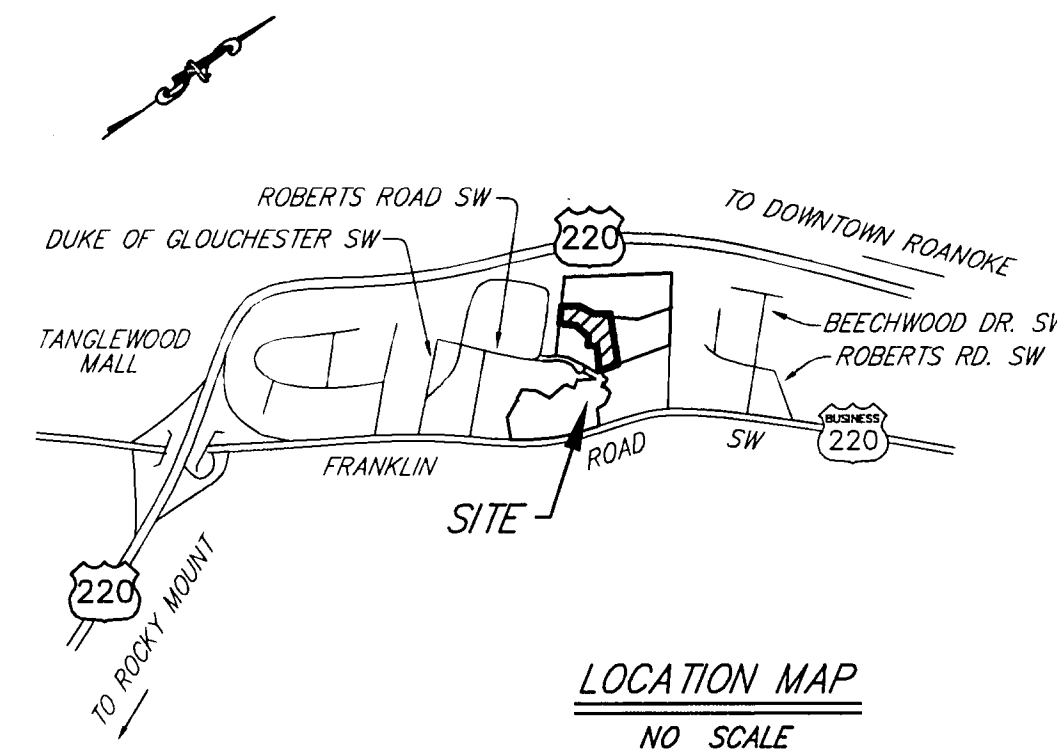 ROBERTS ROAD SW
DUKE OF GLOUCHESTER SW
220
TO DOWNTOWN ROANOKE
TANGLEWOOD
MALL
BEECHWOOD DR. SW
ROBERTS RD. SW
BUSINESS
220
FRANKLIN
ROAD
SW
SITE
220
TO ROCKY MOUNT
LOCATION MAP
NO SCALE